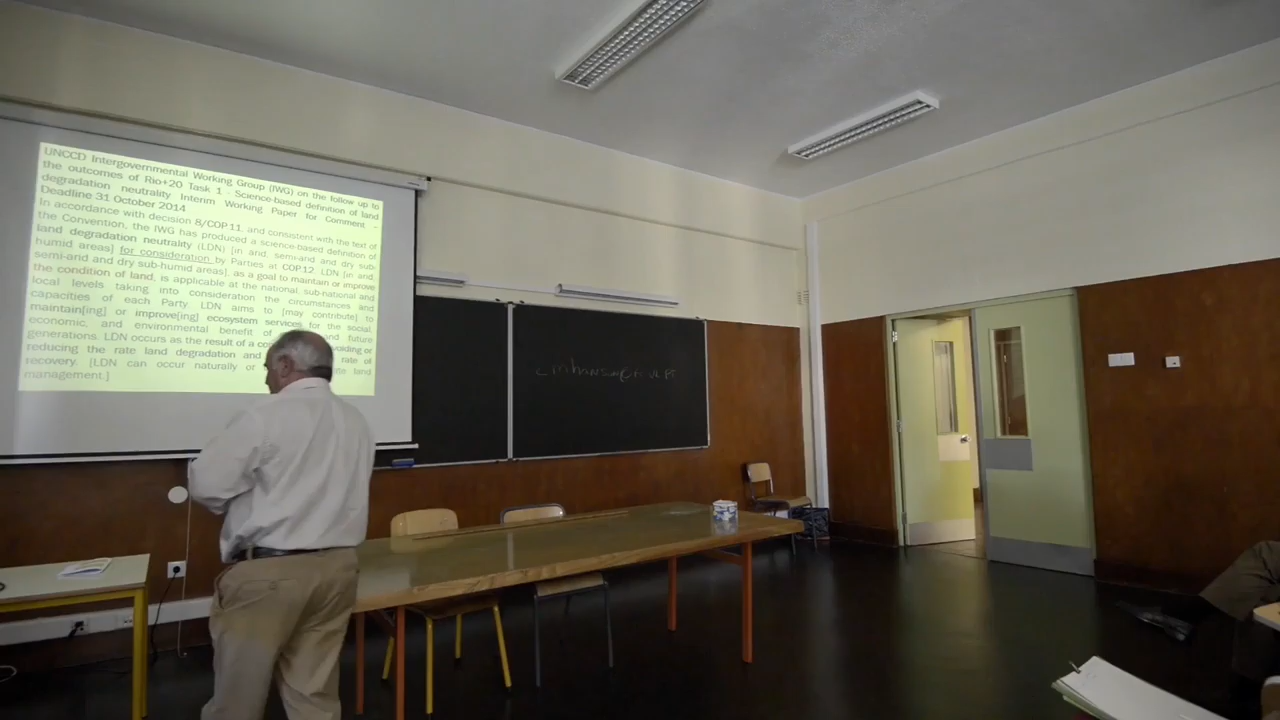 UNCCD Intergovernmental Working Group (IWG) on the follow up to
the outcomes of Rio+20 Task 1 - Science-based definition of land
degradation neutrality Interim Working Paper for Comment –
Deadline 31 October 2014
In accordance with decision 8/COP.11, and consistent with the text of
the Convention, the IWG has produced a science-based definition of
land degradation neutrality (LDN) [in arid, semi-arid and dry sub-
humid areas] for consideration by Parties at COP.12. LDN [in arid,
semi-arid and dry sub-humid areas], as a goal to maintain or improve
the condition of land, is applicable at the national, sub-national and
local levels taking into consideration the circumstances and
capacities of each Party. LDN aims to [may contribute] to
maintain[ing] or improve[ing] ecosystem services for the social,
economic, and environmental benefit of and future
generations. LDN occurs as the result of a or
reducing the rate land degradation and rate of
recovery. [LDN can occur naturally or land
management.]